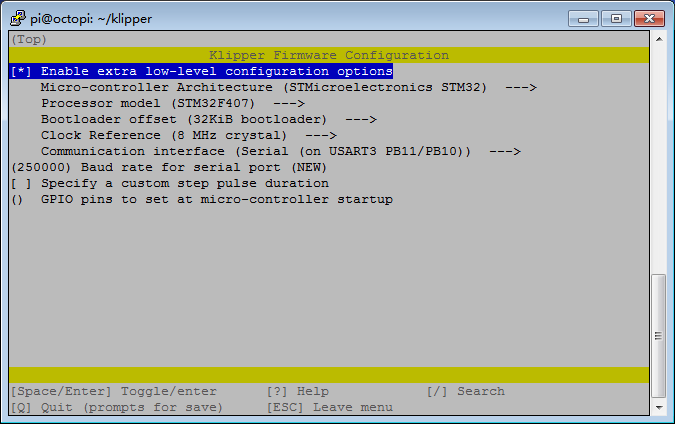 pi@octopi: ~/klipper
(Top)
Klipper Firmware Configuration
[*] Enable extra low-level configuration options
Micro-controller Architecture (STMicroelectronics STM32) --->
Processor model (STM32F407) --->
Bootloader offset (32KiB bootloader) --->
Clock Reference (8 MHz crystal) --->
Communication interface (Serial (on USART3 PB11/PB10)) --->
(250000) Baud rate for serial port (NEW)
[ ] Specify a custom step pulse duration
() GPIO pins to set at micro-controller startup
[Space/Enter] Toggle/enter [?] Help [/] Search
[Q] Quit (prompts for save) [ESC] Leave menu